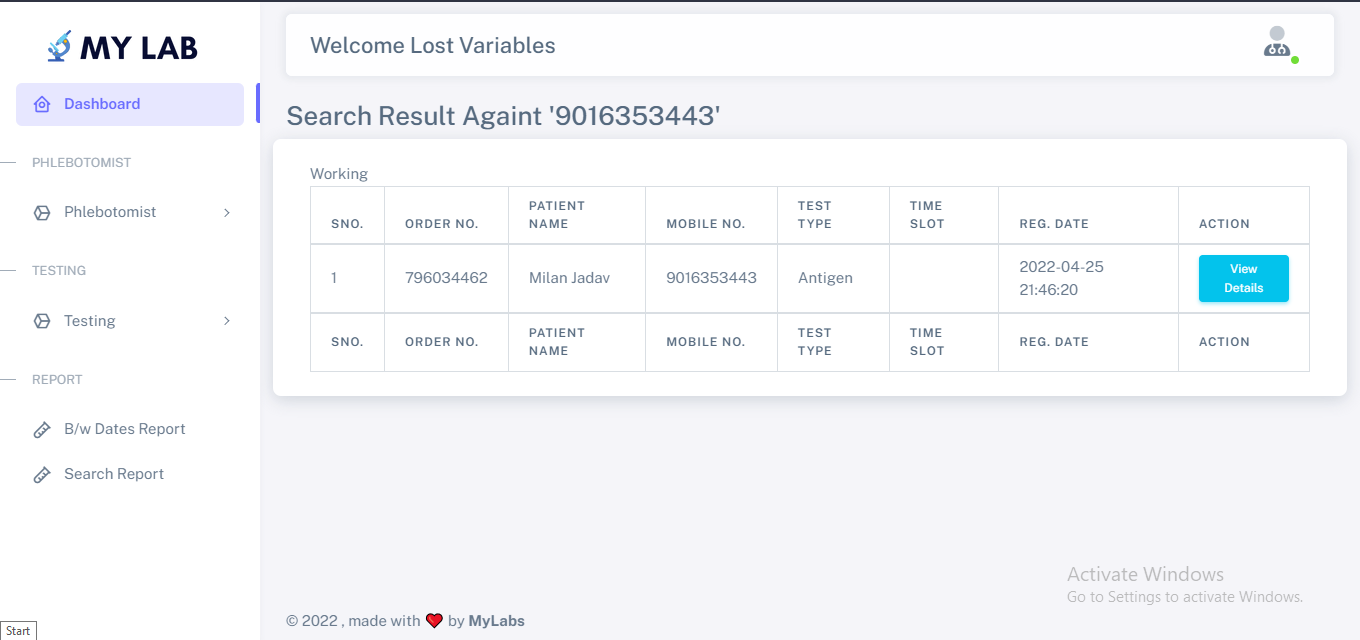 MY LAB
Dashboard
PHLEBOTOMIST
Phlebotomist
TESTING
Testing
REPORT
B/w Dates Report
Search Report
Start
Welcome Lost Variables
Search Result Againt '9016353443'
Working
SNO. ORDER NO. PATIENT NAME MOBILE NO. TEST TYPE TIME SLOT REG. DATE ACTION
1 796034462 Milan Jadav 9016353443 Antigen 2022-04-25 21:46:20 View Details
SNO. ORDER NO. PATIENT NAME MOBILE NO. TEST TYPE TIME SLOT REG. DATE ACTION
Activate Windows
Go to Settings to activate Windows.
© 2022 , made with ❤️ by MyLabs